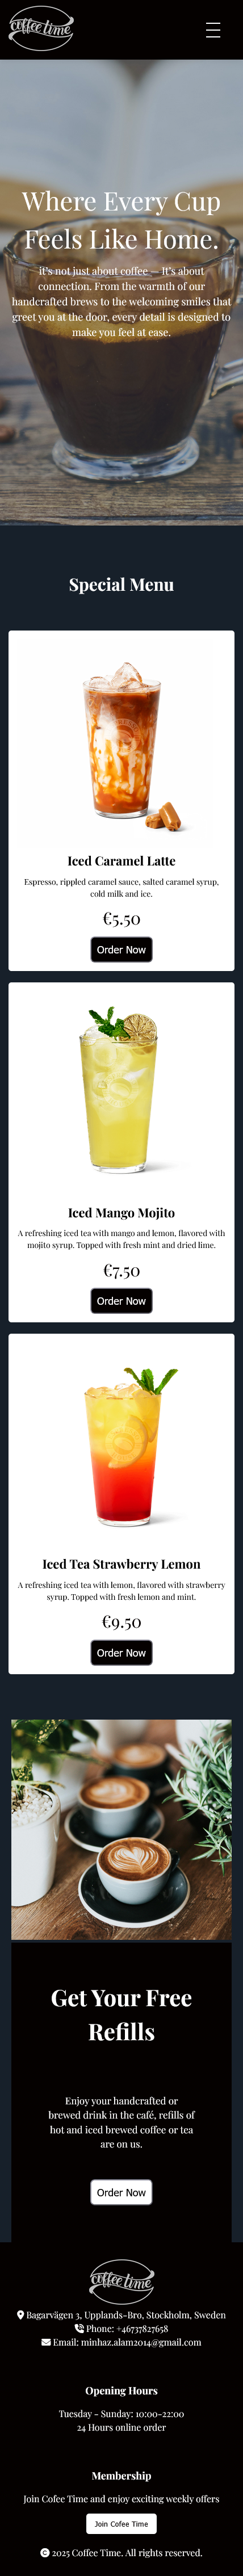 coffee time
Where Every Cup
Feels Like Home.
it's not just about coffee — It's about
connection. From the warmth of our
handcrafted brews to the welcoming smiles that
greet you at the door, every detail is designed to
make you feel at ease.
Special Menu
Iced Caramel Latte
Espresso, rippled caramel sauce, salted caramel syrup,
cold milk and ice.
€5.50
Order Now
Iced Mango Mojito
A refreshing iced tea with mango and lemon, flavored with
mojito syrup. Topped with fresh mint and dried lime.
€7.50
Order Now
Iced Tea Strawberry Lemon
A refreshing iced tea with lemon, flavored with strawberry
syrup. Topped with fresh lemon and mint.
€9.50
Order Now
Get Your Free
Refills
Enjoy your handcrafted or
brewed drink in the café, refills of
hot and iced brewed coffee or tea
are on us.
Order Now
coffee time
Bagarvägen 3, Upplands-Bro, Stockholm, Sweden
Phone: +46737827658
Email: minhaz.alam2014@gmail.com
Opening Hours
Tuesday - Sunday: 10:00-22:00
24 Hours online order
Membership
Join Cofee Time and enjoy exciting weekly offers
Join Cofee Time
© 2025 Coffee Time. All rights reserved.